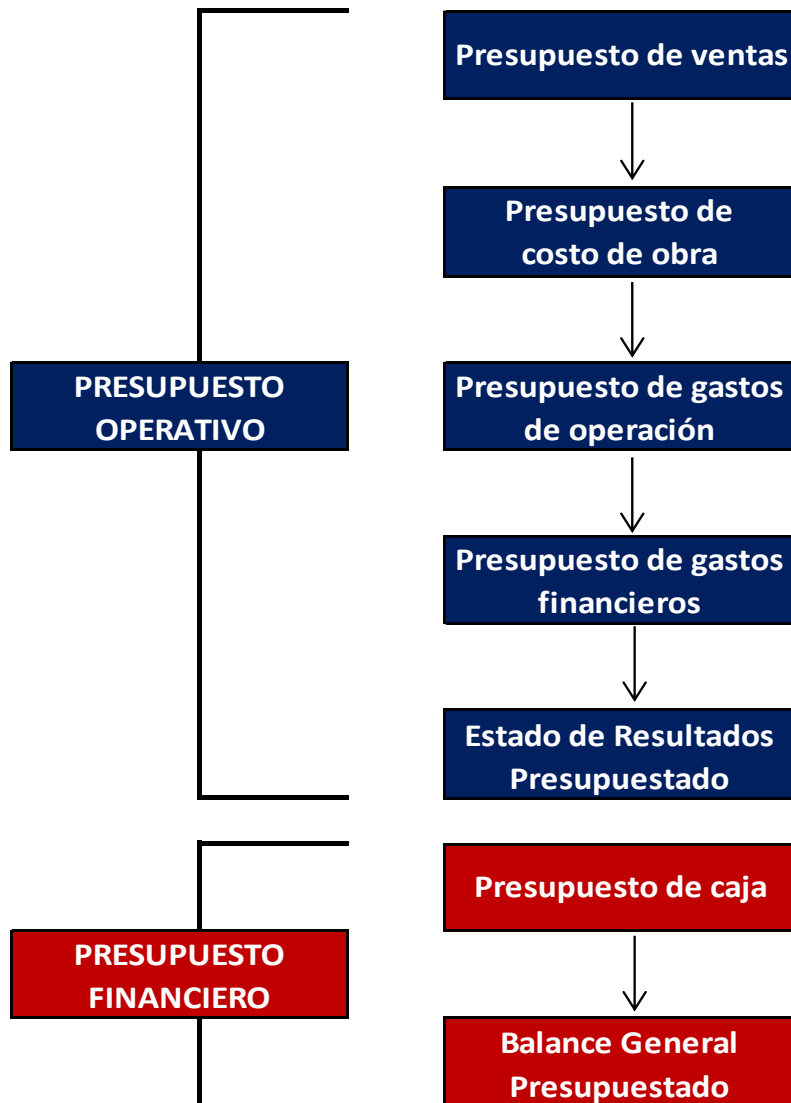 Presupuesto de ventas
Presupuesto de
costo de obra
PRESUPUESTO
OPERATIVO
Presupuesto de gastos
de operación
Presupuesto de gastos
financieros
Estado de Resultados
Presupuestado
Presupuesto de caja
PRESUPUESTO
FINANCIERO
Balance General
Presupuestado